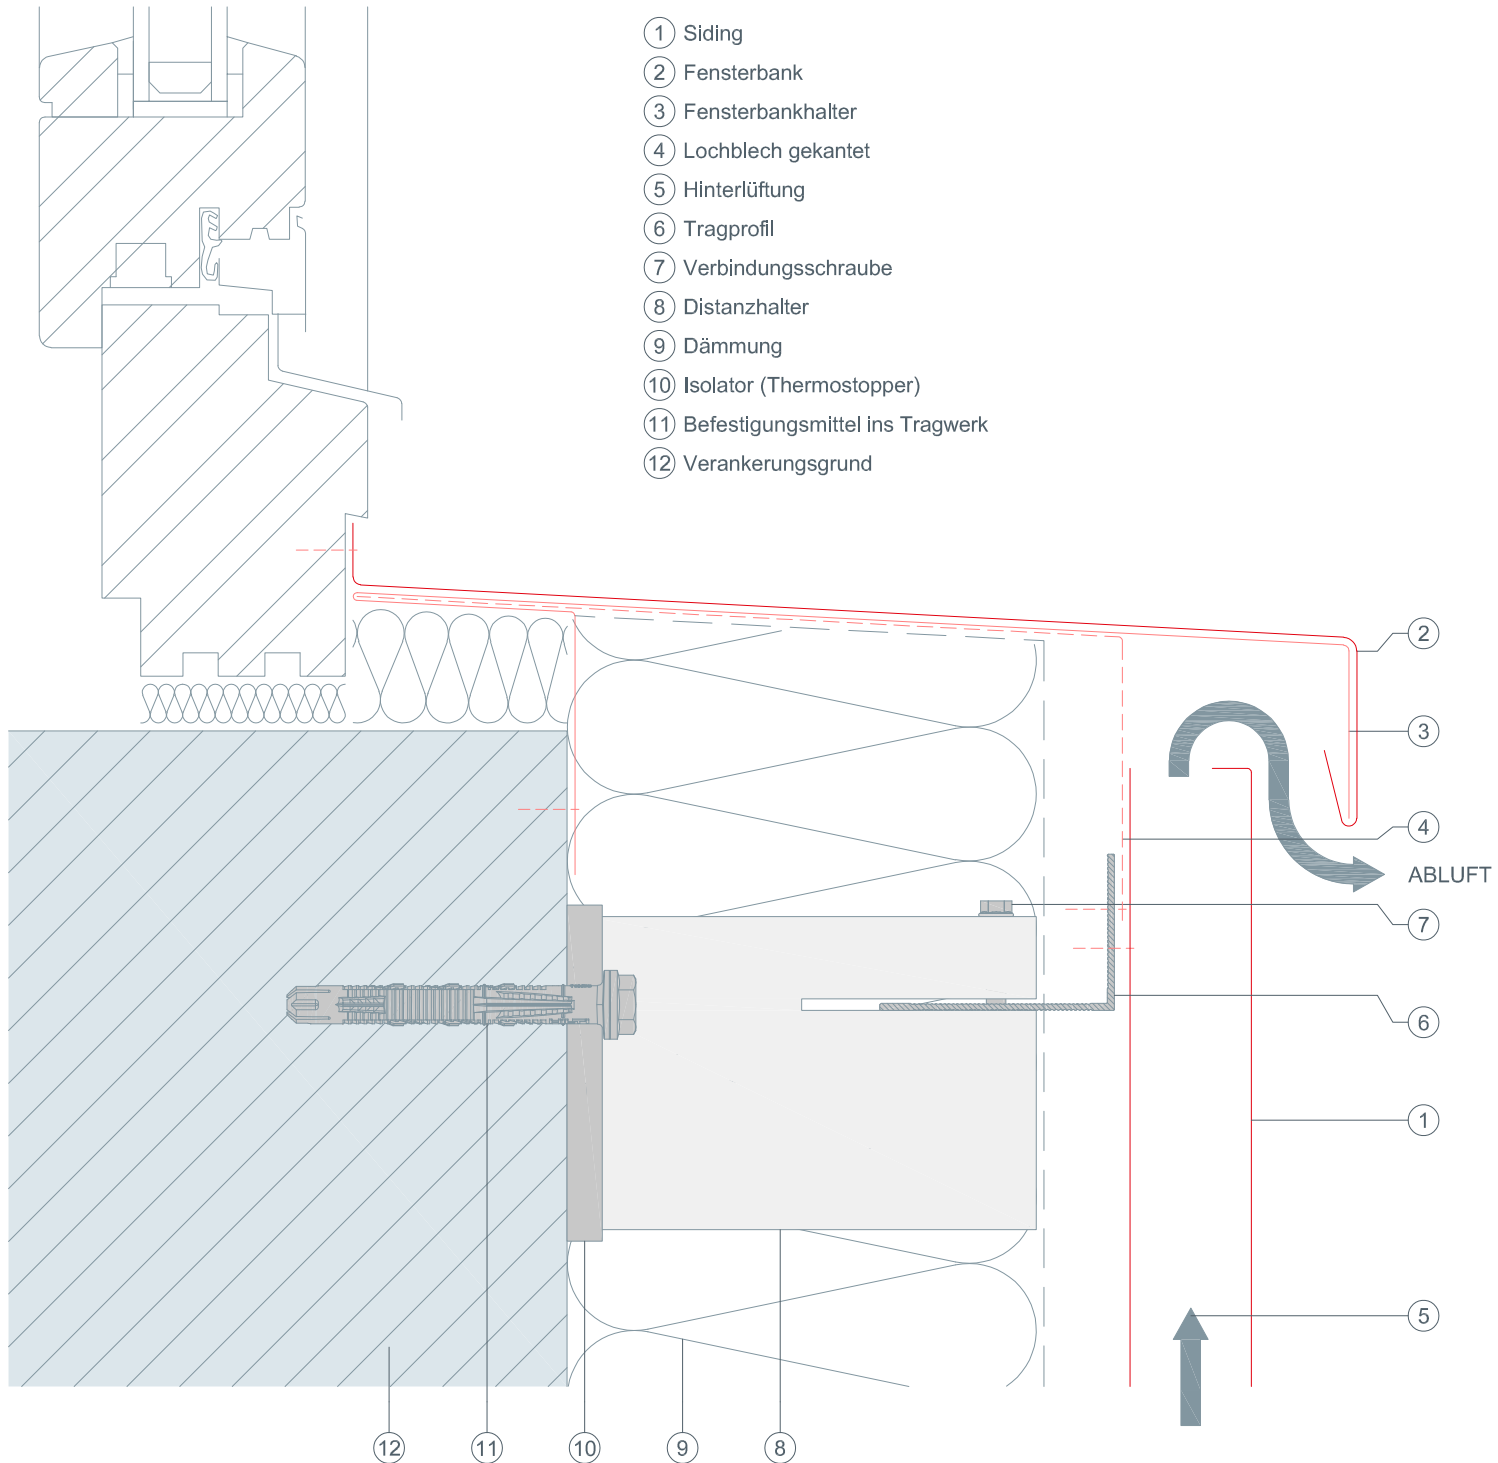 1 Siding
2 Fensterbank
3 Fensterbankhalter
4 Lochblech gekantet
5 Hinterlüftung
6 Tragprofil
7 Verbindungsschraube
8 Distanzhalter
9 Dämmung
10 Isolator (Thermostopper)
11 Befestigungsmittel ins Tragwerk
12 Verankerungsgrund
2
3
4
ABLUFT
7
6
1
5
12 11 10 9 8